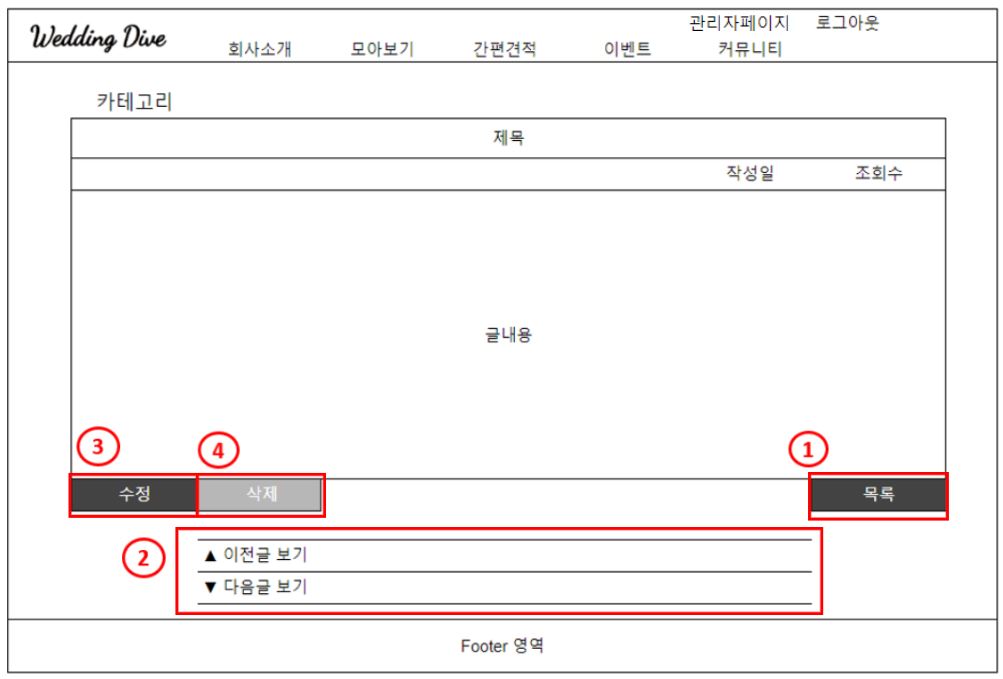 관리자페이지 로그아웃
Wedding Dive 회사소개 모아보기 간편견적 이벤트 커뮤니티
카테고리
제목
작성일 조회수
글내용
3 4 1
수정 삭제 목록
2
▲ 이전글 보기
▼ 다음글 보기
Footer 영역